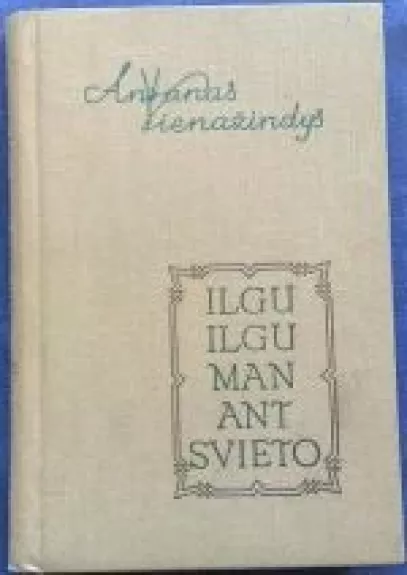 Antanas
Vienažindys
ILGU
ILGU
MAN
ANT
SVIETO